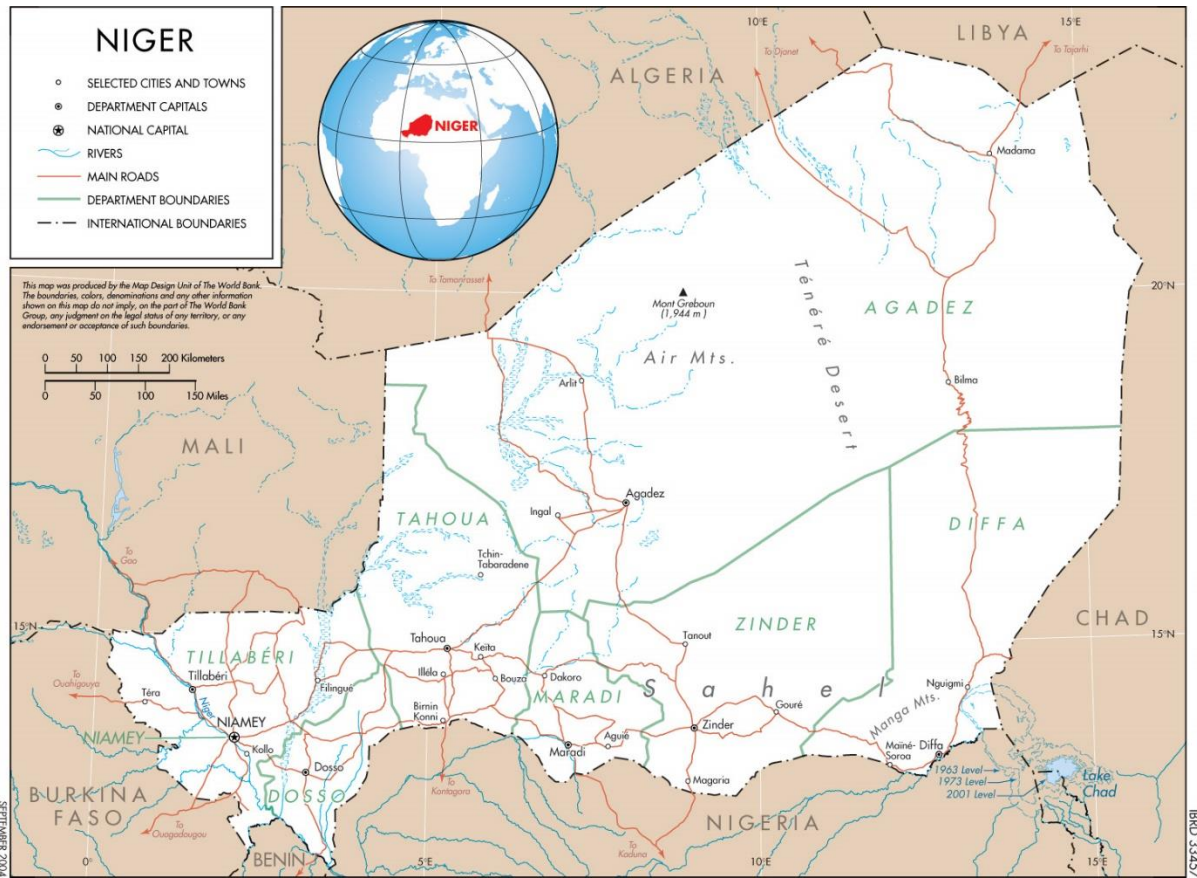 NIGER
SELECTED CITIES AND TOWNS
DEPARTMENT CAPITALS
NATIONAL CAPITAL
RIVERS
MAIN ROADS
DEPARTMENT BOUNDARIES
INTERNATIONAL BOUNDARIES
This map was produced by the Map Design Unit of The World Bank.
The boundaries, colors, denominations and any other information
shown on this map do not imply, on the part of The World Bank
Group, any judgment on the legal status of any territory, or any
endorsement or acceptance of such boundaries.
0 50 100 150 200 Kilometers
0 50 100 150 Miles
NIGER
10°E
15°E
LIBYA
To Djanet
To Tajarhi
ALGERIA
Madama
To Tamanrasset
20°N
Mont Greboun
(1,944 m)
Ténéré Desert
AGADEZ
Air Mts.
Arlit
Bilma
MALI
Agadez
Ingal
TAHOUA
DIFFA
Tchin-
Tabaradene
To
Gao
CHAD
15°N
15°N
ZINDER
Tanout
Tahoua
Keita
TILLABÉRI
Illéla
Bouza
Dakoro
MARADI
Sahel
Nguigmi
To
Ouahigouya
Tillabéri
Filingué
Téra
Niger
Birnin
Konni
Gouré
Manga Mts.
NIAMEY
NIAMEY
Zinder
Aguié
Maradi
Kollo
Dosso
Maïné-
Soroa
Diffa
Magaria
1963 Level
1973 Level
2001 Level
Lake
Chad
DOSSO
To
Kontagora
BURKINA
FASO
To
Ouagadougou
NIGERIA
To
Kaduna
BENIN
0°
5°E
10°E
15°E
SEPTEMBER 2004
IBRD 33457